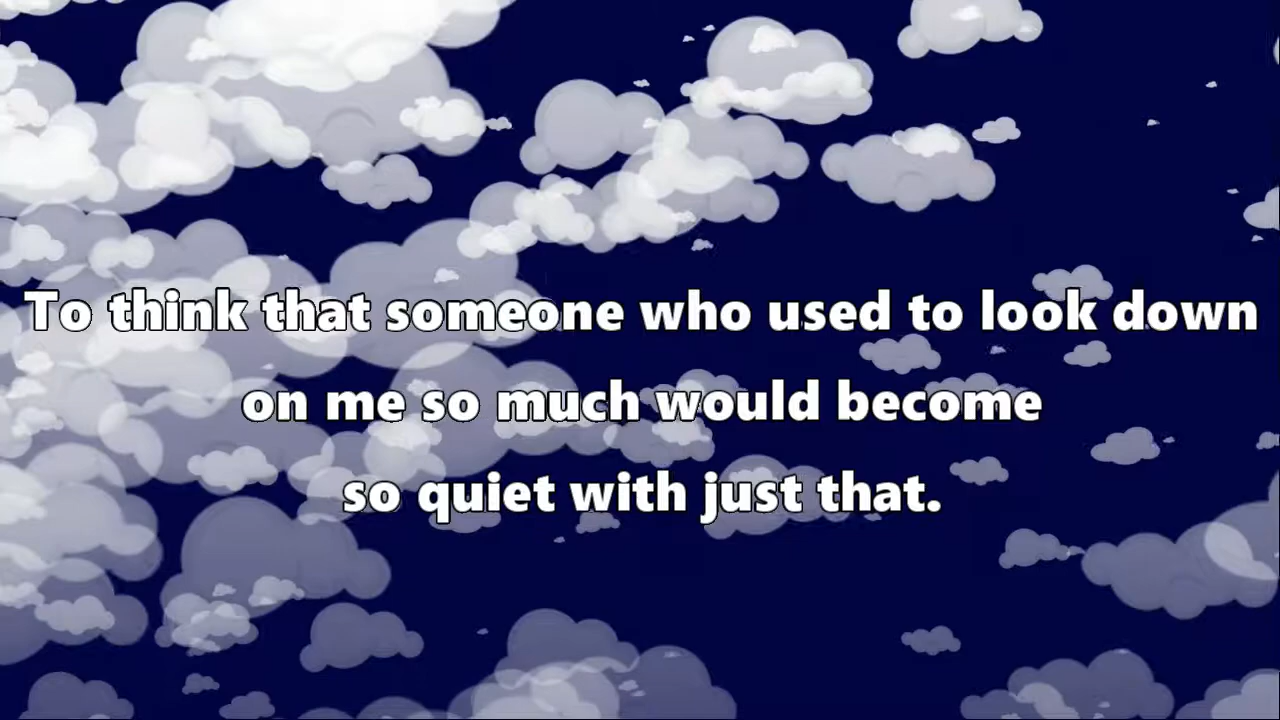 To think that someone who used to look down
on me so much would become
so quiet with just that.